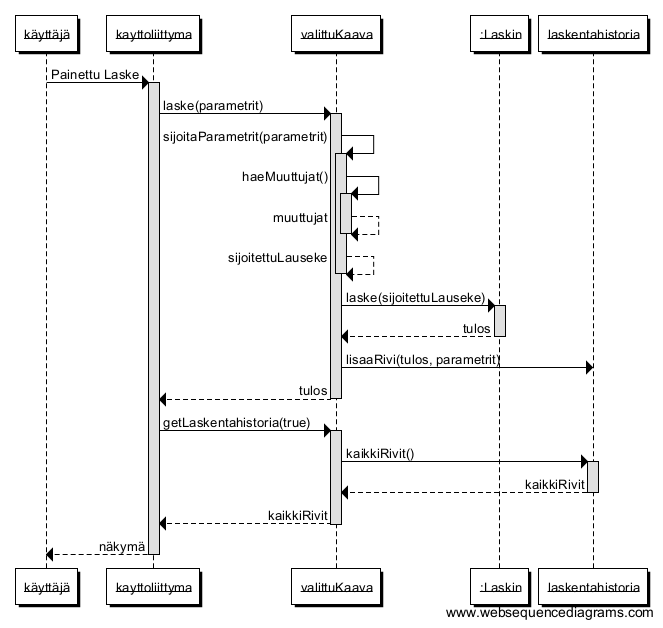 käyttäjä
kayttoliittyma
valittuKaava
:Laskin
laskentahistoria
Painettu Laske
laske(parametrit)
sijoitaParametrit(parametrit)
haeMuuttujat()
muuttujat
sijoitettuLauseke
laske(sijoitettuLauseke)
tulos
lisaaRivi(tulos, parametrit)
tulos
getLaskentahistoria(true)
kaikkiRivit()
kaikkiRivit
kaikkiRivit
näkymä
käyttäjä
kayttoliittyma
valittuKaava
:Laskin
laskentahistoria
www.websequencediagrams.com